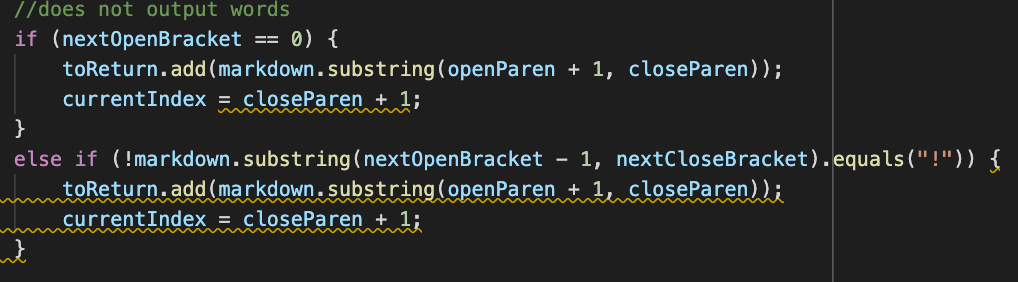 //does not output words
if (nextOpenBracket == 0) {
    toReturn.add(markdown.substring(openParen + 1, closeParen));
    currentIndex = closeParen + 1;
}
else if (!markdown.substring(nextOpenBracket - 1, nextCloseBracket).equals("!")) {
    toReturn.add(markdown.substring(openParen + 1, closeParen));
    currentIndex = closeParen + 1;
}